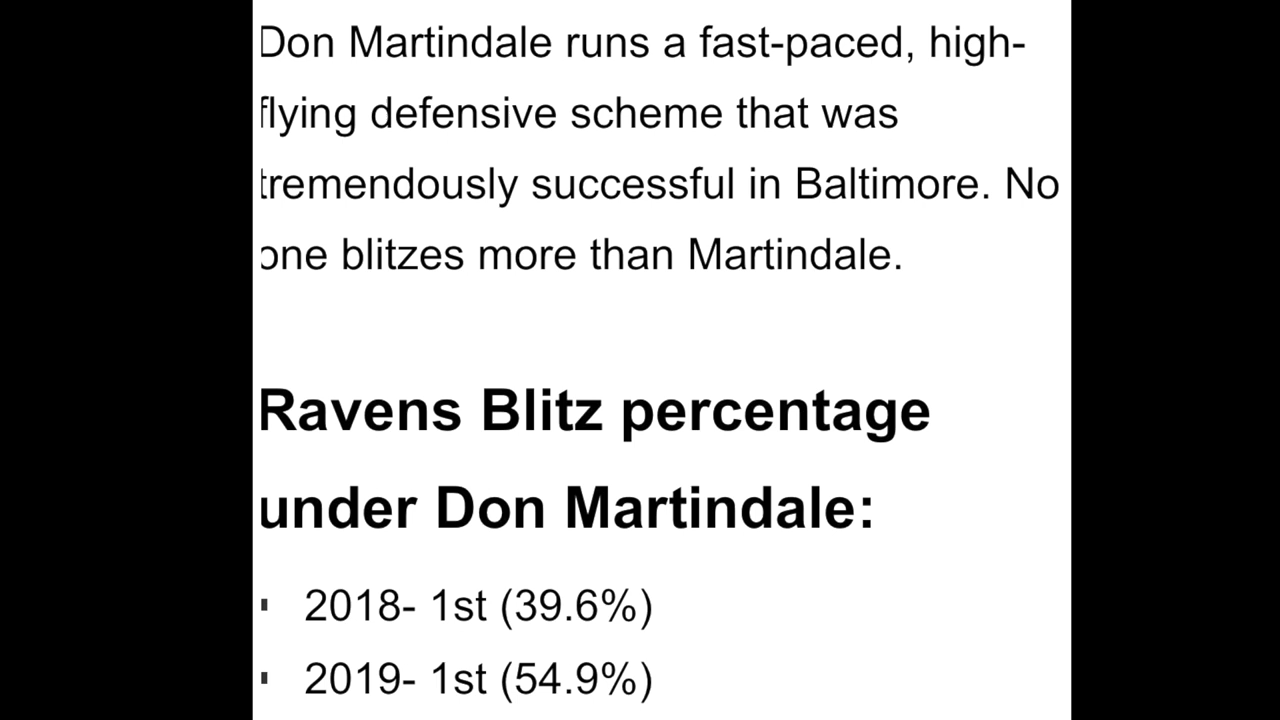 Don Martindale runs a fast-paced, high-
flying defensive scheme that was
tremendously successful in Baltimore. No
one blitzes more than Martindale.
Ravens Blitz percentage
under Don Martindale:
▪ 2018- 1st (39.6%)
▪ 2019- 1st (54.9%)